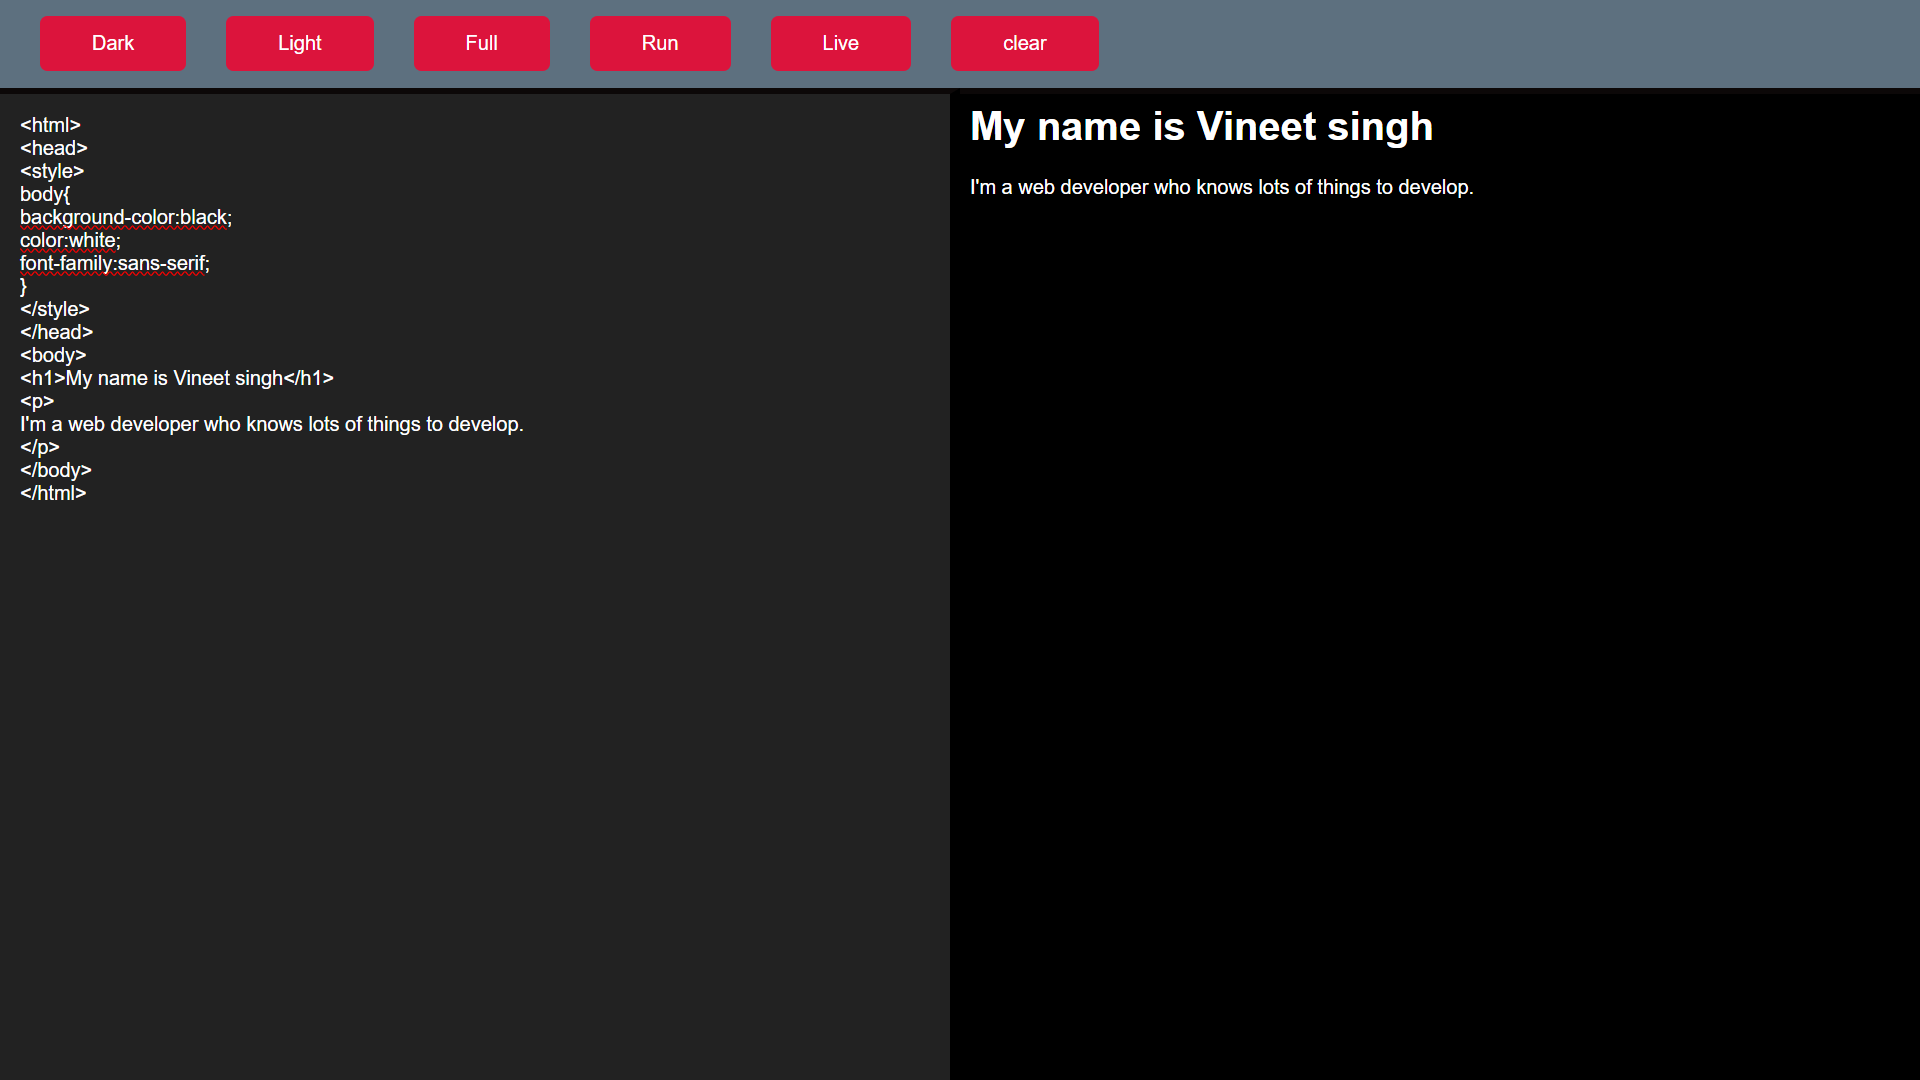 Dark Light Full Run Live clear
<html>
<head>
<style>
body{
background-color:black;
color:white;
font-family:sans-serif;
}
</style>
</head>
<body>
<h1>My name is Vineet singh</h1>
<p>
I'm a web developer who knows lots of things to develop.
</p>
</body>
</html>
My name is Vineet singh
I'm a web developer who knows lots of things to develop.